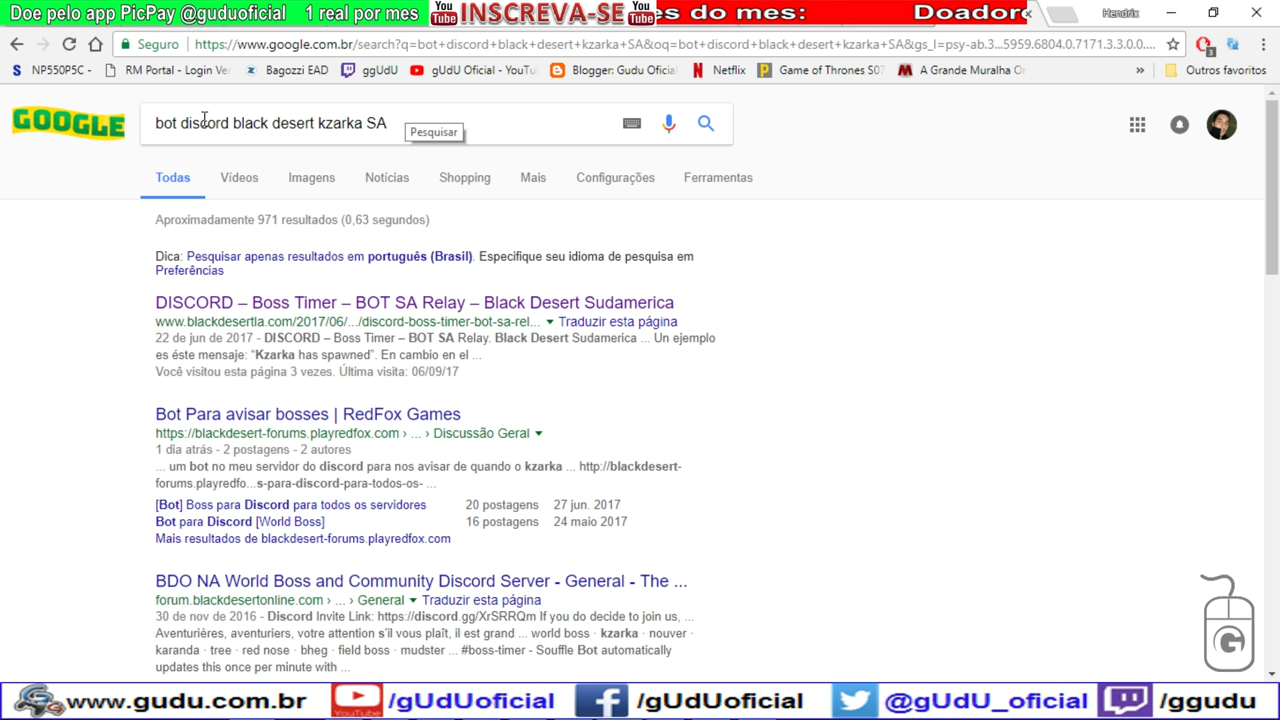 Doe pelo app PicPay @guduoficial 1 real por mes You Tube INSCREVA-SE You Tube es do mes: Doadore
Hendrix
Seguro https://www.google.com.br/search?q=bot+discord+black+desert+kzarka+SA&oq=bot+discord+black+desert+kzarka+SA&gs_l=psy-ab.3...5959.6804.0.7171.3.3.0.0....
NP550P5C - RM Portal - Login Ve Bagozzi EAD ggUdU gUdU Oficial - YouTu Blogger: Gudu Oficia Netflix Game of Thrones S07 A Grande Muralha O » Outros favoritos
GOOGLE
bot discord black desert kzarka SA
Pesquisar
Todas Vídeos Imagens Notícias Shopping Mais Configurações Ferramentas
Aproximadamente 971 resultados (0,63 segundos)
Dica: Pesquisar apenas resultados em português (Brasil). Especifique seu idioma de pesquisa em
Preferências
DISCORD – Boss Timer – BOT SA Relay – Black Desert Sudamerica
www.blackdesertla.com/2017/06/.../discord-boss-timer-bot-sa-rel... Traduzir esta página
22 de jun de 2017 - DISCORD – Boss Timer – BOT SA Relay. Black Desert Sudamerica ... Un ejemplo
es éste mensaje: “Kzarka has spawned”. En cambio en el ...
Você visitou esta página 3 vezes. Última visita: 06/09/17
Bot Para avisar bosses | RedFox Games
https://blackdesert-forums.playredfox.com › ... › Discussão Geral
1 dia atrás - 2 postagens - 2 autores
... um bot no meu servidor do discord para nos avisar de quando o kzarka ... http://blackdesert-
forums.playredfo...s-para-discord-para-todos-os- ...
[Bot] Boss para Discord para todos os servidores 20 postagens 27 jun. 2017
Bot para Discord [World Boss] 16 postagens 24 maio 2017
Mais resultados de blackdesert-forums.playredfox.com
BDO NA World Boss and Community Discord Server - General - The ...
forum.blackdesertonline.com › ... › General Traduzir esta página
30 de nov de 2016 - Discord Invite Link: https://discord.gg/XrSRRQm If you do decide to join us, ...
Aventurières, aventuriers, votre attention s'il vous plaît, il est grand ... world boss · kzarka · nouver ·
karanda · tree · red nose · bheg · field boss · mudster ... #boss-timer - Souffle Bot automatically
updates this once per minute with ...
www.gudu.com.br YouTube /gUdUoficial /gUdUoficial @gUdU_oficial /ggudu